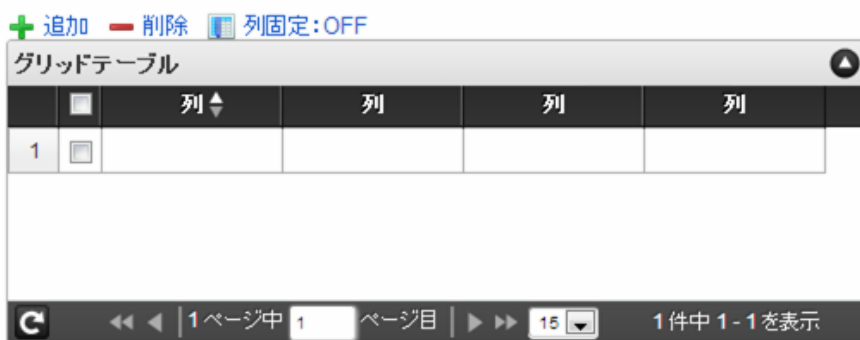 追加 削除 列固定:OFF
グリッドテーブル
列 列 列 列
1
1 ページ中 1 ページ目 15 1 件中 1 - 1 を表示